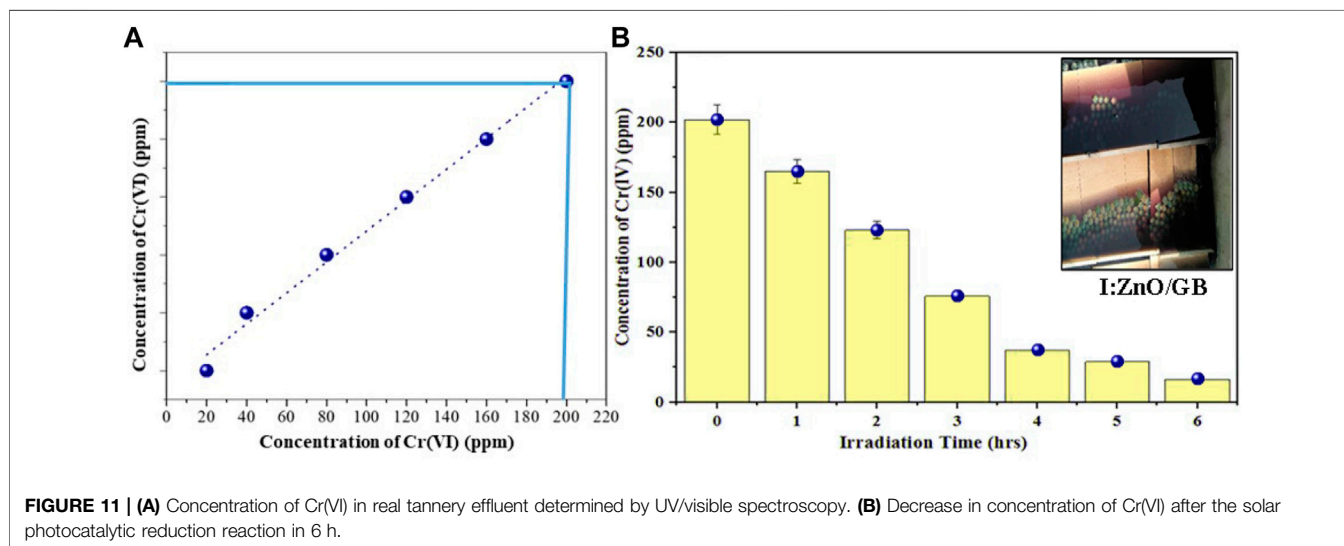 A
Concentration of Cr(VI) (ppm)
0 20 40 60 80 100 120 140 160 180 200 220
Concentration of Cr(VI) (ppm)
B
Concentration of Cr(IV) (ppm)
250
200
150
100
50
0
I:ZnO/GB
0 1 2 3 4 5 6
Irradiation Time (hrs)
FIGURE 11 | (A) Concentration of Cr(VI) in real tannery effluent determined by UV/visible spectroscopy. (B) Decrease in concentration of Cr(VI) after the solar
photocatalytic reduction reaction in 6 h.